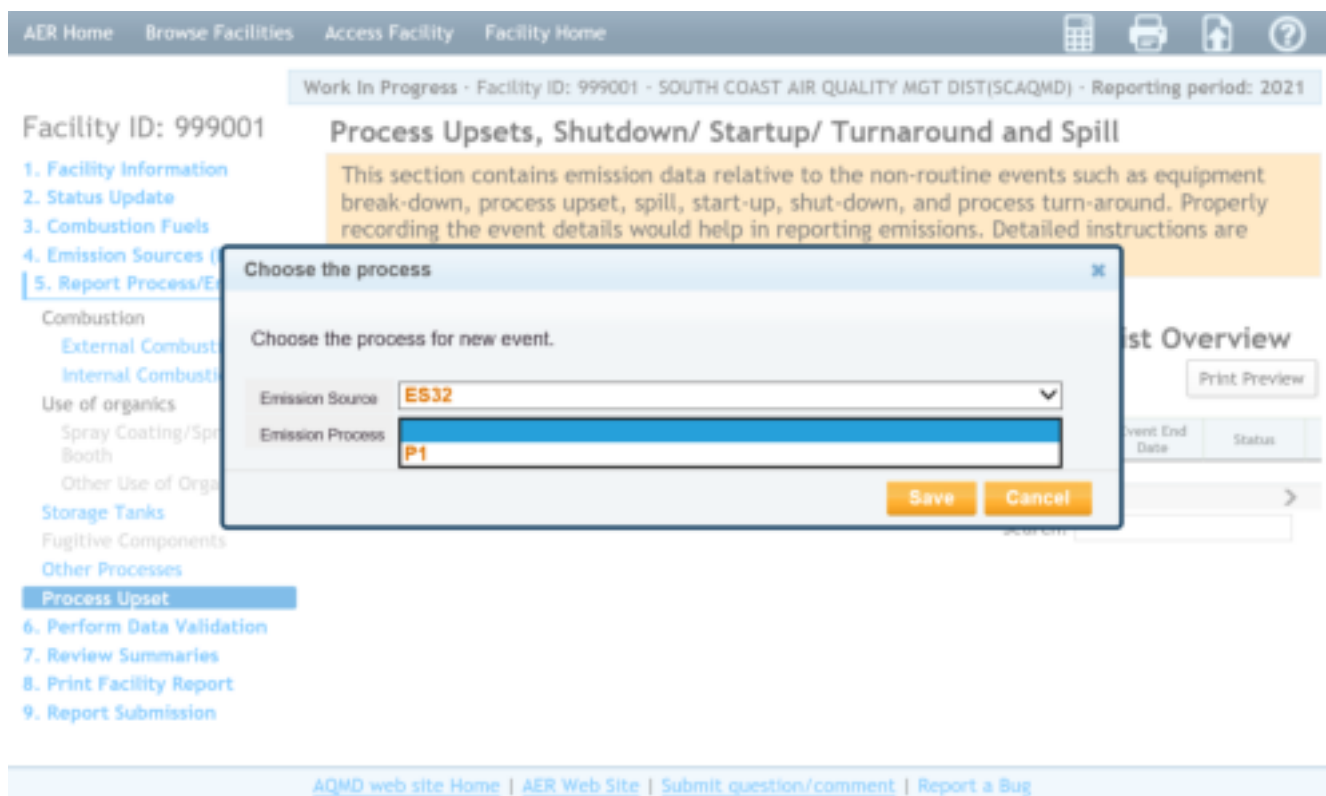 AER Home Browse Facilities Access Facility Facility Home
Work In Progress - Facility ID: 999001 - SOUTH COAST AIR QUALITY MGT DIST(SCAQMD) - Reporting period: 2021
Facility ID: 999001
1. Facility Information
2. Status Update
3. Combustion Fuels
4. Emission Sources
5. Report
Combustion
External
Internal
Use of organics
Spray
Booth
Other Use of
Storage Tanks
Fugitive Components
Other Processes
Process Upset
6. Perform Data Validation
7. Review Summaries
8. Print Facility Report
9. Report Submission
Process Upsets, Shutdown/ Startup/ Turnaround and Spill
This section contains emission data relative to the non-routine events such as equipment
break-down, process upset, spill, start-up, shut-down, and process turn-around. Properly
recording the event details would help in reporting emissions. Detailed instructions are
Choose the process
Choose the process for new event.
Emission Source ES32
Emission Process
P1
Save Cancel
Overview
Print Preview
Event End
Date
Status
AQMD web site Home | AER Web Site | Submit question/comment | Report a Bug